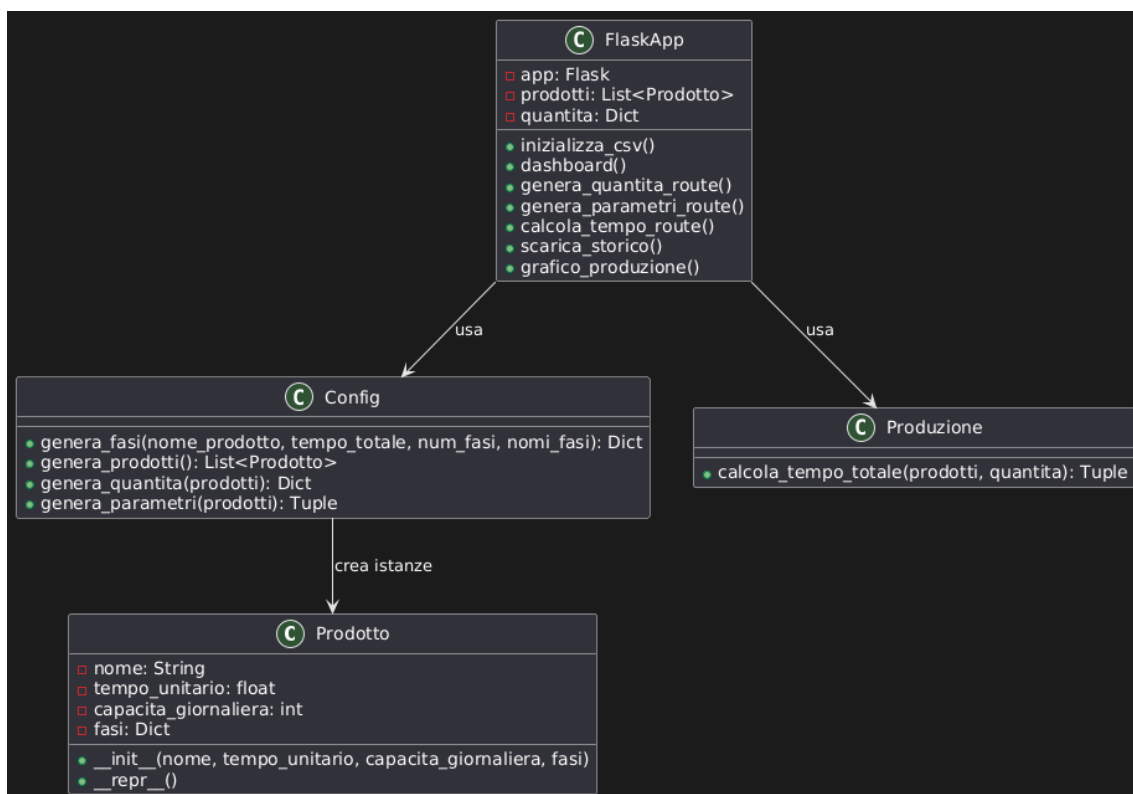 C FlaskApp
app: Flask
prodotti: List<Prodotto>
quantita: Dict
inizializza_csv()
dashboard()
genera_quantita_route()
genera_parametri_route()
calcola_tempo_route()
scarica_storico()
grafico_produzione()
usa
usa
C Config
genera_fasi(nome_prodotto, tempo_totale, num_fasi, nomi_fasi): Dict
genera_prodotti(): List<Prodotto>
genera_quantita(prodotti): Dict
genera_parametri(prodotti): Tuple
C Produzione
calcola_tempo_totale(prodotti, quantita): Tuple
crea istanze
C Prodotto
nome: String
tempo_unitario: float
capacita_giornaliera: int
fasi: Dict
__init__(nome, tempo_unitario, capacita_giornaliera, fasi)
__repr__()